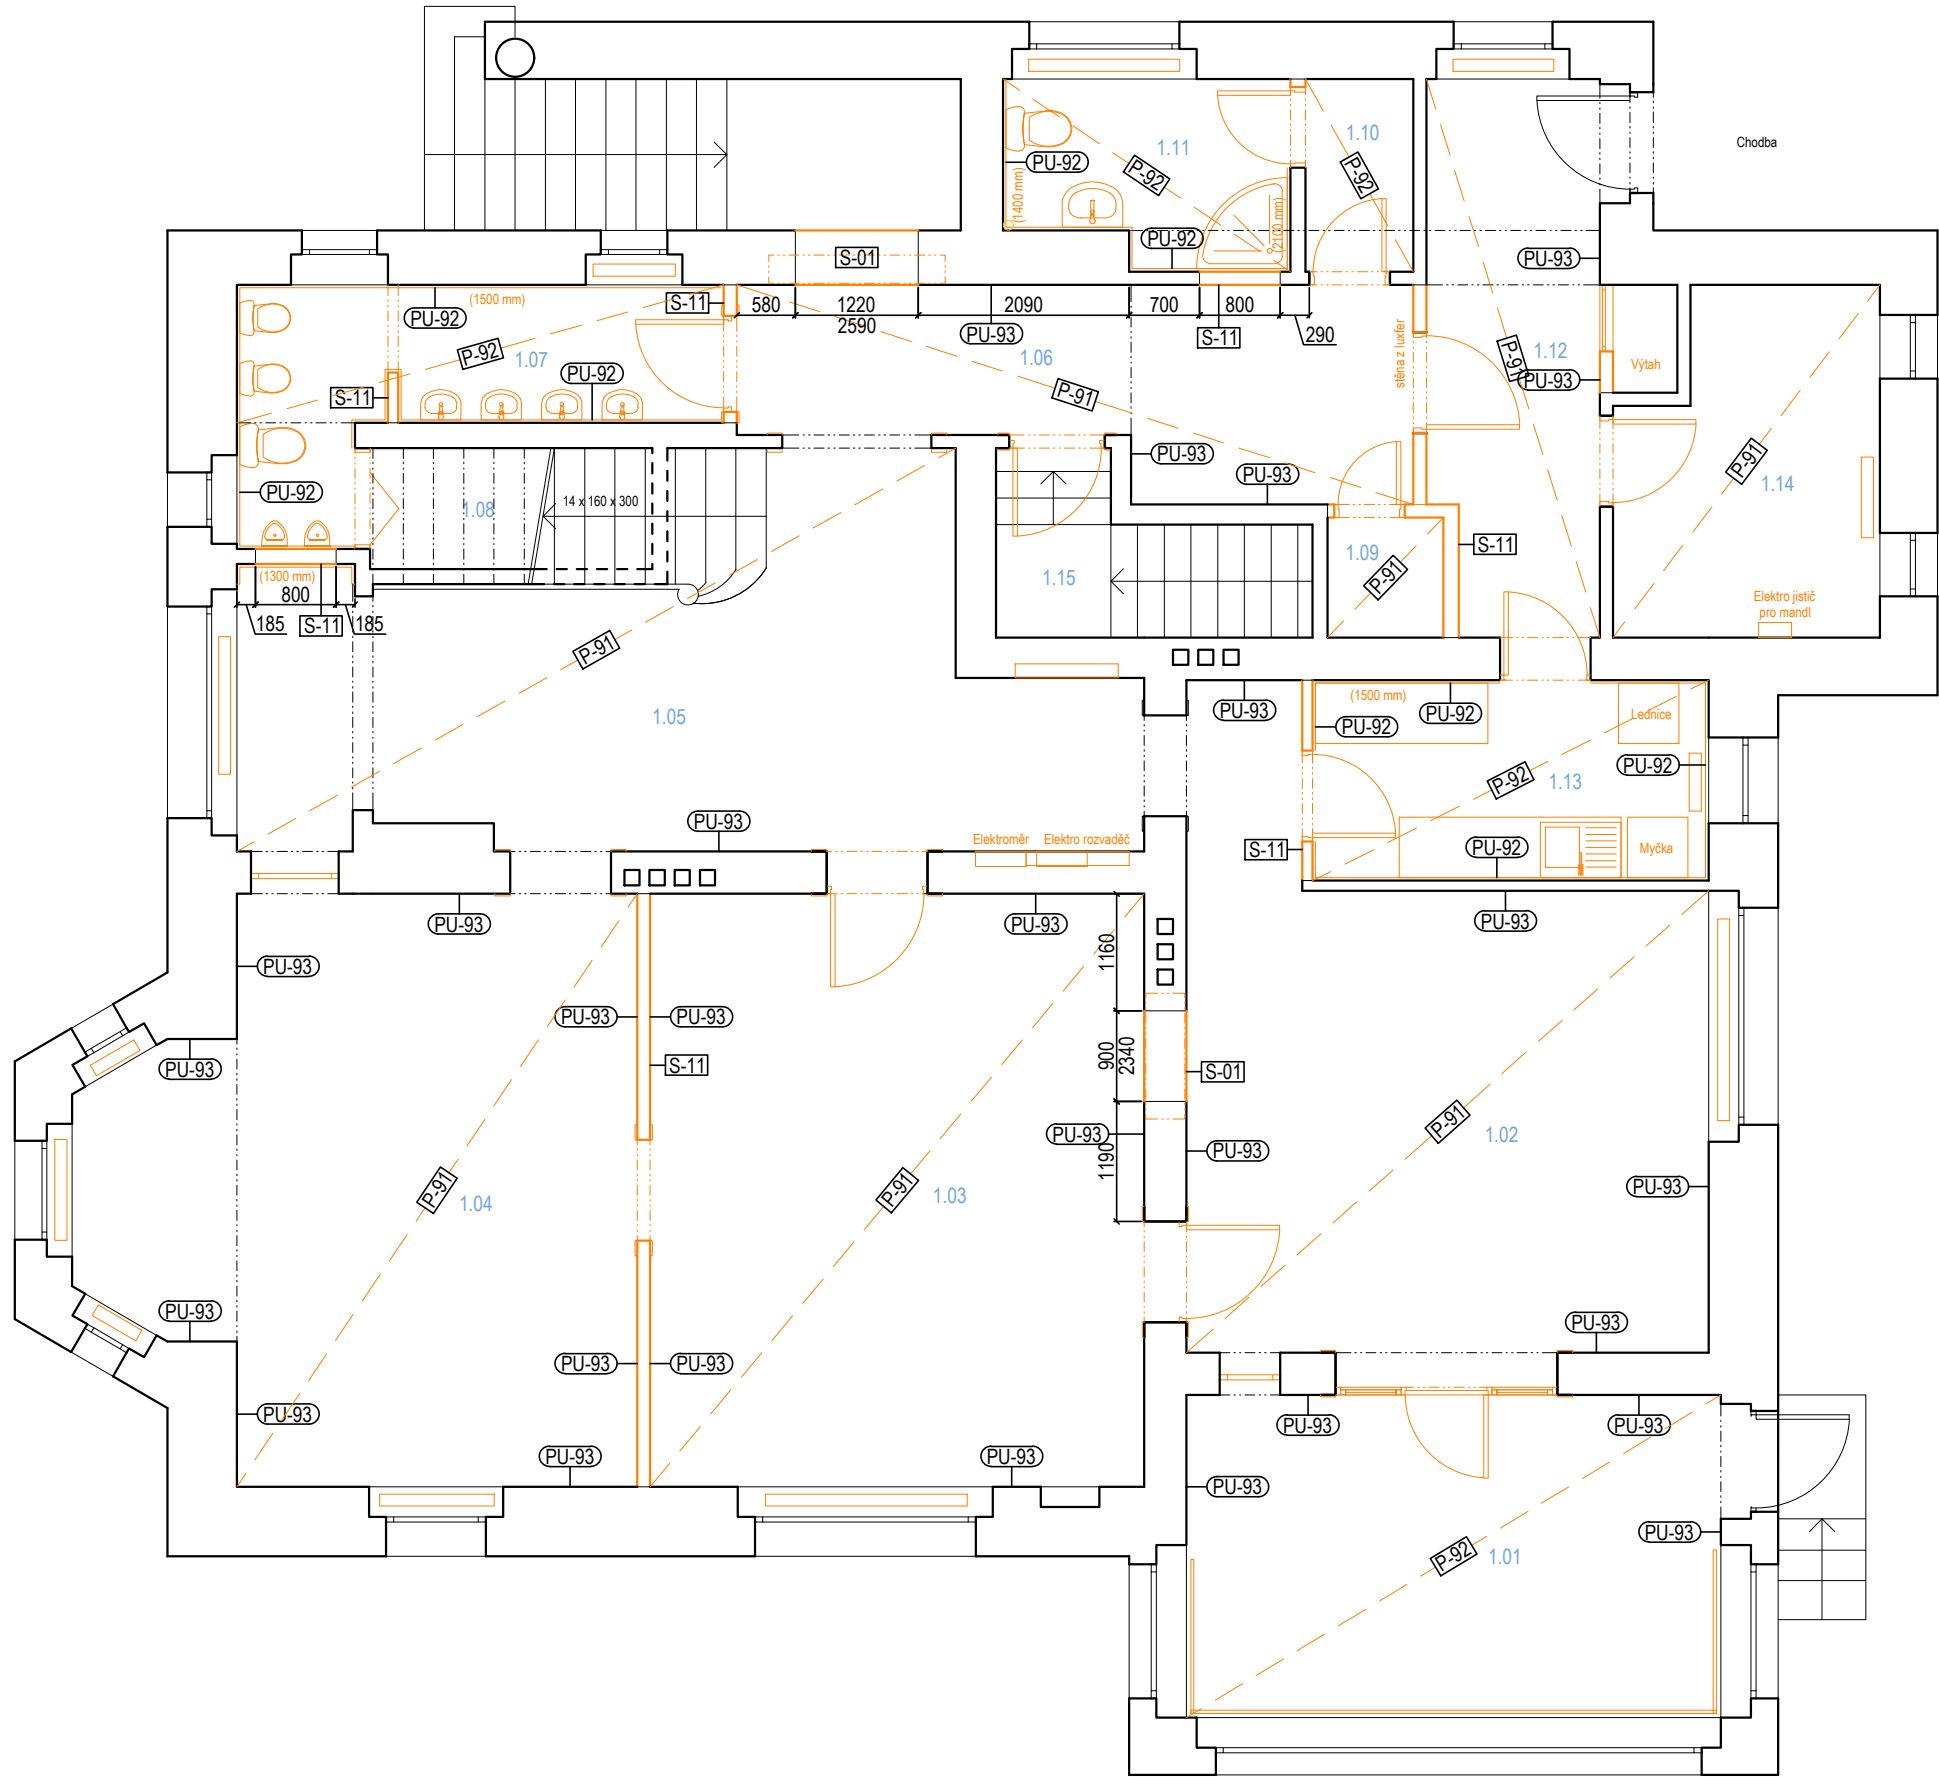 Chodba
1.10
1.11
PU-92
P-92
P-92
(1400 mm)
(2100 mm)
PU-92
S-01
PU-93
(1500 mm)
S-11
PU-92
580
1220
2590
2090
700
800
290
PU-93
S-11
P-92
1.07
1.06
stěna z luxfer
P-91
1.12
Výtah
PU-93
PU-92
S-11
P-91
PU-93
PU-93
P-91
1.14
PU-92
1.08
14 x 160 x 300
1.09
S-11
P-91
1.15
(1300 mm)
800
185
S-11
185
Elektro jistič
pro mandl
P-91
1.05
PU-93
(1500 mm)
PU-92
PU-92
Lednice
PU-92
P-92
1.13
PU-93
Elektroměr
Elektro rozvaděč
S-11
PU-92
Myčka
PU-93
PU-93
PU-93
PU-93
1160
PU-93
PU-93
PU-93
S-11
900
2340
S-01
PU-93
1190
PU-93
P-91
1.02
P-91
1.04
P-91
1.03
PU-93
PU-93
PU-93
PU-93
PU-93
PU-93
PU-93
PU-93
PU-93
PU-93
PU-93
PU-93
P-92
1.01